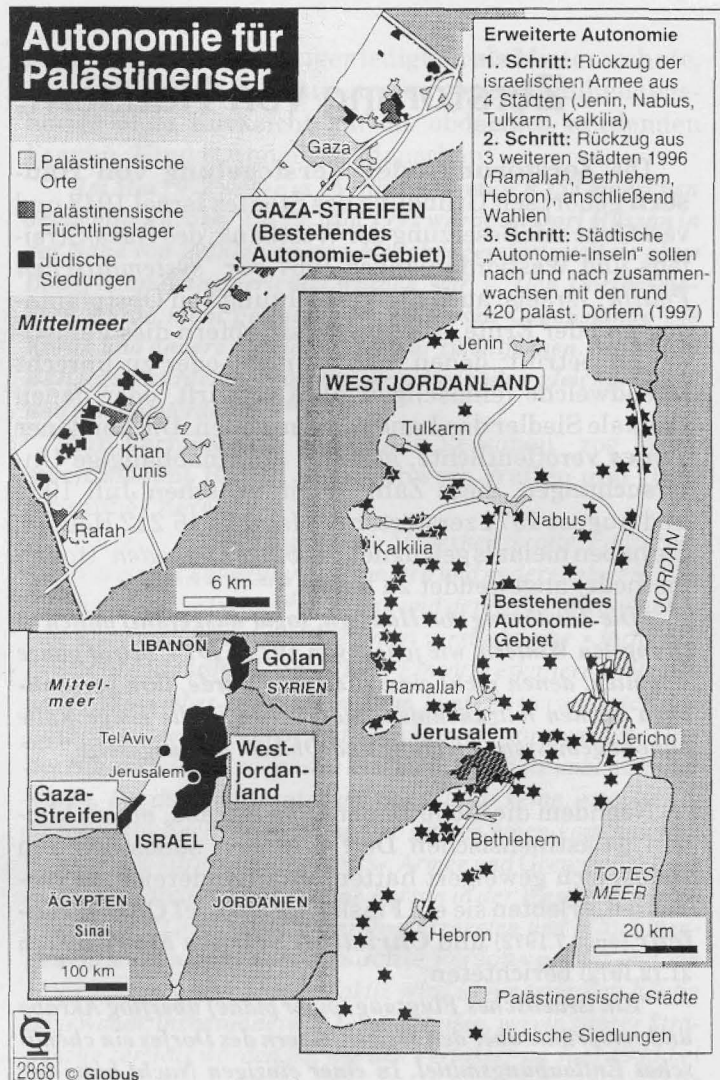 Autonomie für
Palästinenser
Palästinensische
Orte
Palästinensische
Flüchtlingslager
Jüdische
Siedlungen
Mittelmeer
Gaza
GAZA-STREIFEN
(Bestehendes
Autonomie-Gebiet)
Khan
Yunis
Rafah
6 km
Erweiterte Autonomie
1. Schritt: Rückzug der
israelischen Armee aus
4 Städten (Jenin, Nablus,
Tulkarm, Kalkilia)
2. Schritt: Rückzug aus
3 weiteren Städten 1996
(Ramallah, Bethlehem,
Hebron), anschließend
Wahlen
3. Schritt: Städtische
„Autonomie-Inseln" sollen
nach und nach zusammen-
wachsen mit den rund
420 paläst. Dörfern (1997)
Jenin
WESTJORDANLAND
Tulkarm
Nablus
Kalkilia
JORDAN
Bestehendes
Autonomie-
Gebiet
Ramallah
Jerusalem
Jericho
Bethlehem
TOTES
MEER
Hebron
20 km
Palästinensische Städte
Jüdische Siedlungen
LIBANON
Golan
Mittel-
meer
SYRIEN
Tel Aviv
Jerusalem
West-
jordan-
land
Gaza-
Streifen
ISRAEL
ÄGYPTEN
JORDANIEN
Sinai
100 km
2868 © Globus